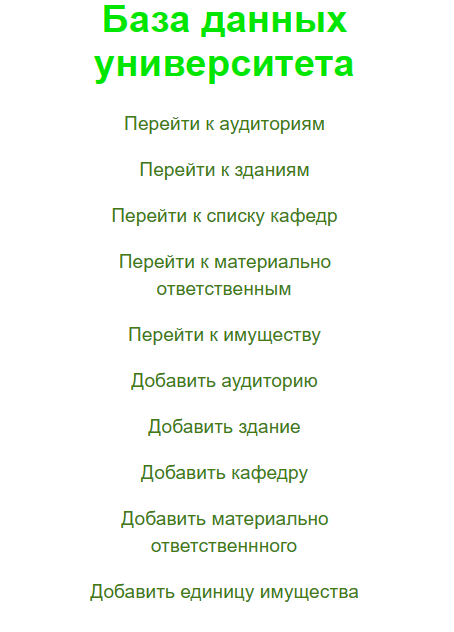 База данных
университета
Перейти к аудиториям
Перейти к зданиям
Перейти к списку кафедр
Перейти к материально
ответственным
Перейти к имуществу
Добавить аудиторию
Добавить здание
Добавить кафедру
Добавить материально
ответственнного
Добавить единицу имущества